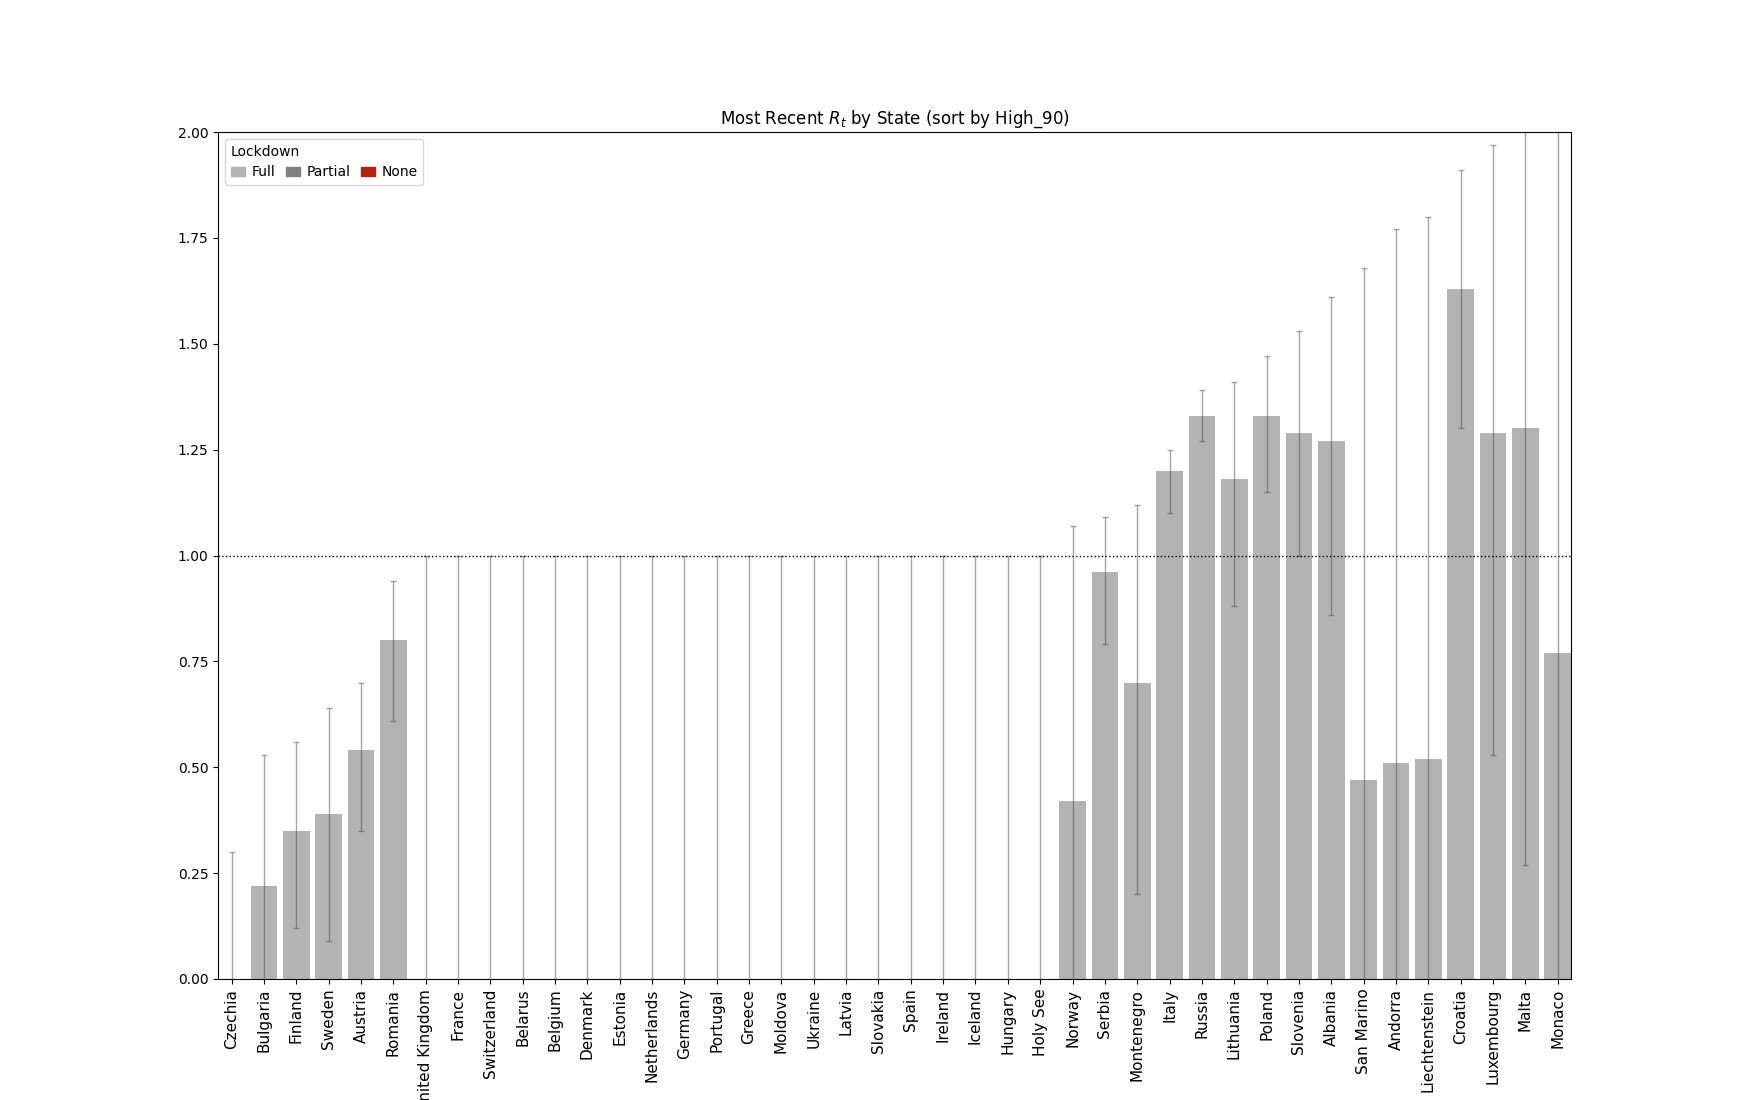 Most Recent R_t by State (sort by High_90)
Lockdown
Full Partial None
2.00
1.75
1.50
1.25
1.00
0.75
0.50
0.25
0.00
Czechia
Bulgaria
Finland
Sweden
Austria
Romania
nited Kingdom
France
Switzerland
Belarus
Belgium
Denmark
Estonia
Netherlands
Germany
Portugal
Greece
Moldova
Ukraine
Latvia
Slovakia
Spain
Ireland
Iceland
Hungary
Holy See
Norway
Serbia
Montenegro
Italy
Russia
Lithuania
Poland
Slovenia
Albania
San Marino
Andorra
Liechtenstein
Croatia
Luxembourg
Malta
Monaco